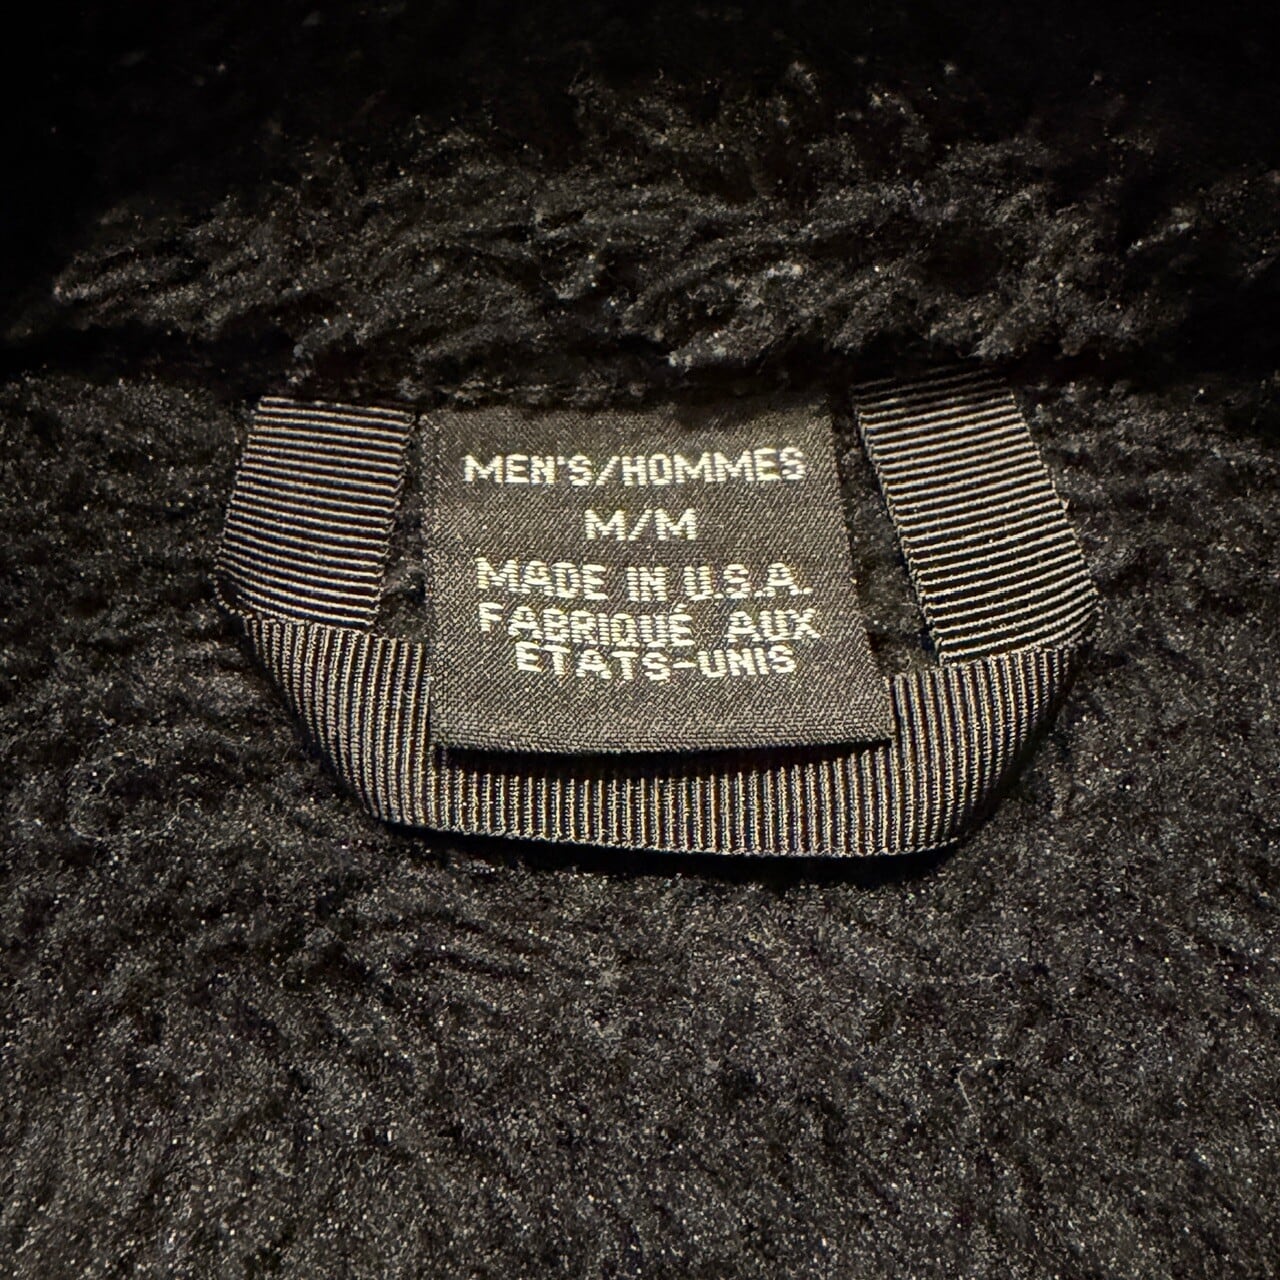 MEN'S/HOMMES
M/M
MADE IN U.S.A.
FABRIQUÉ AUX
ETATS-UNIS